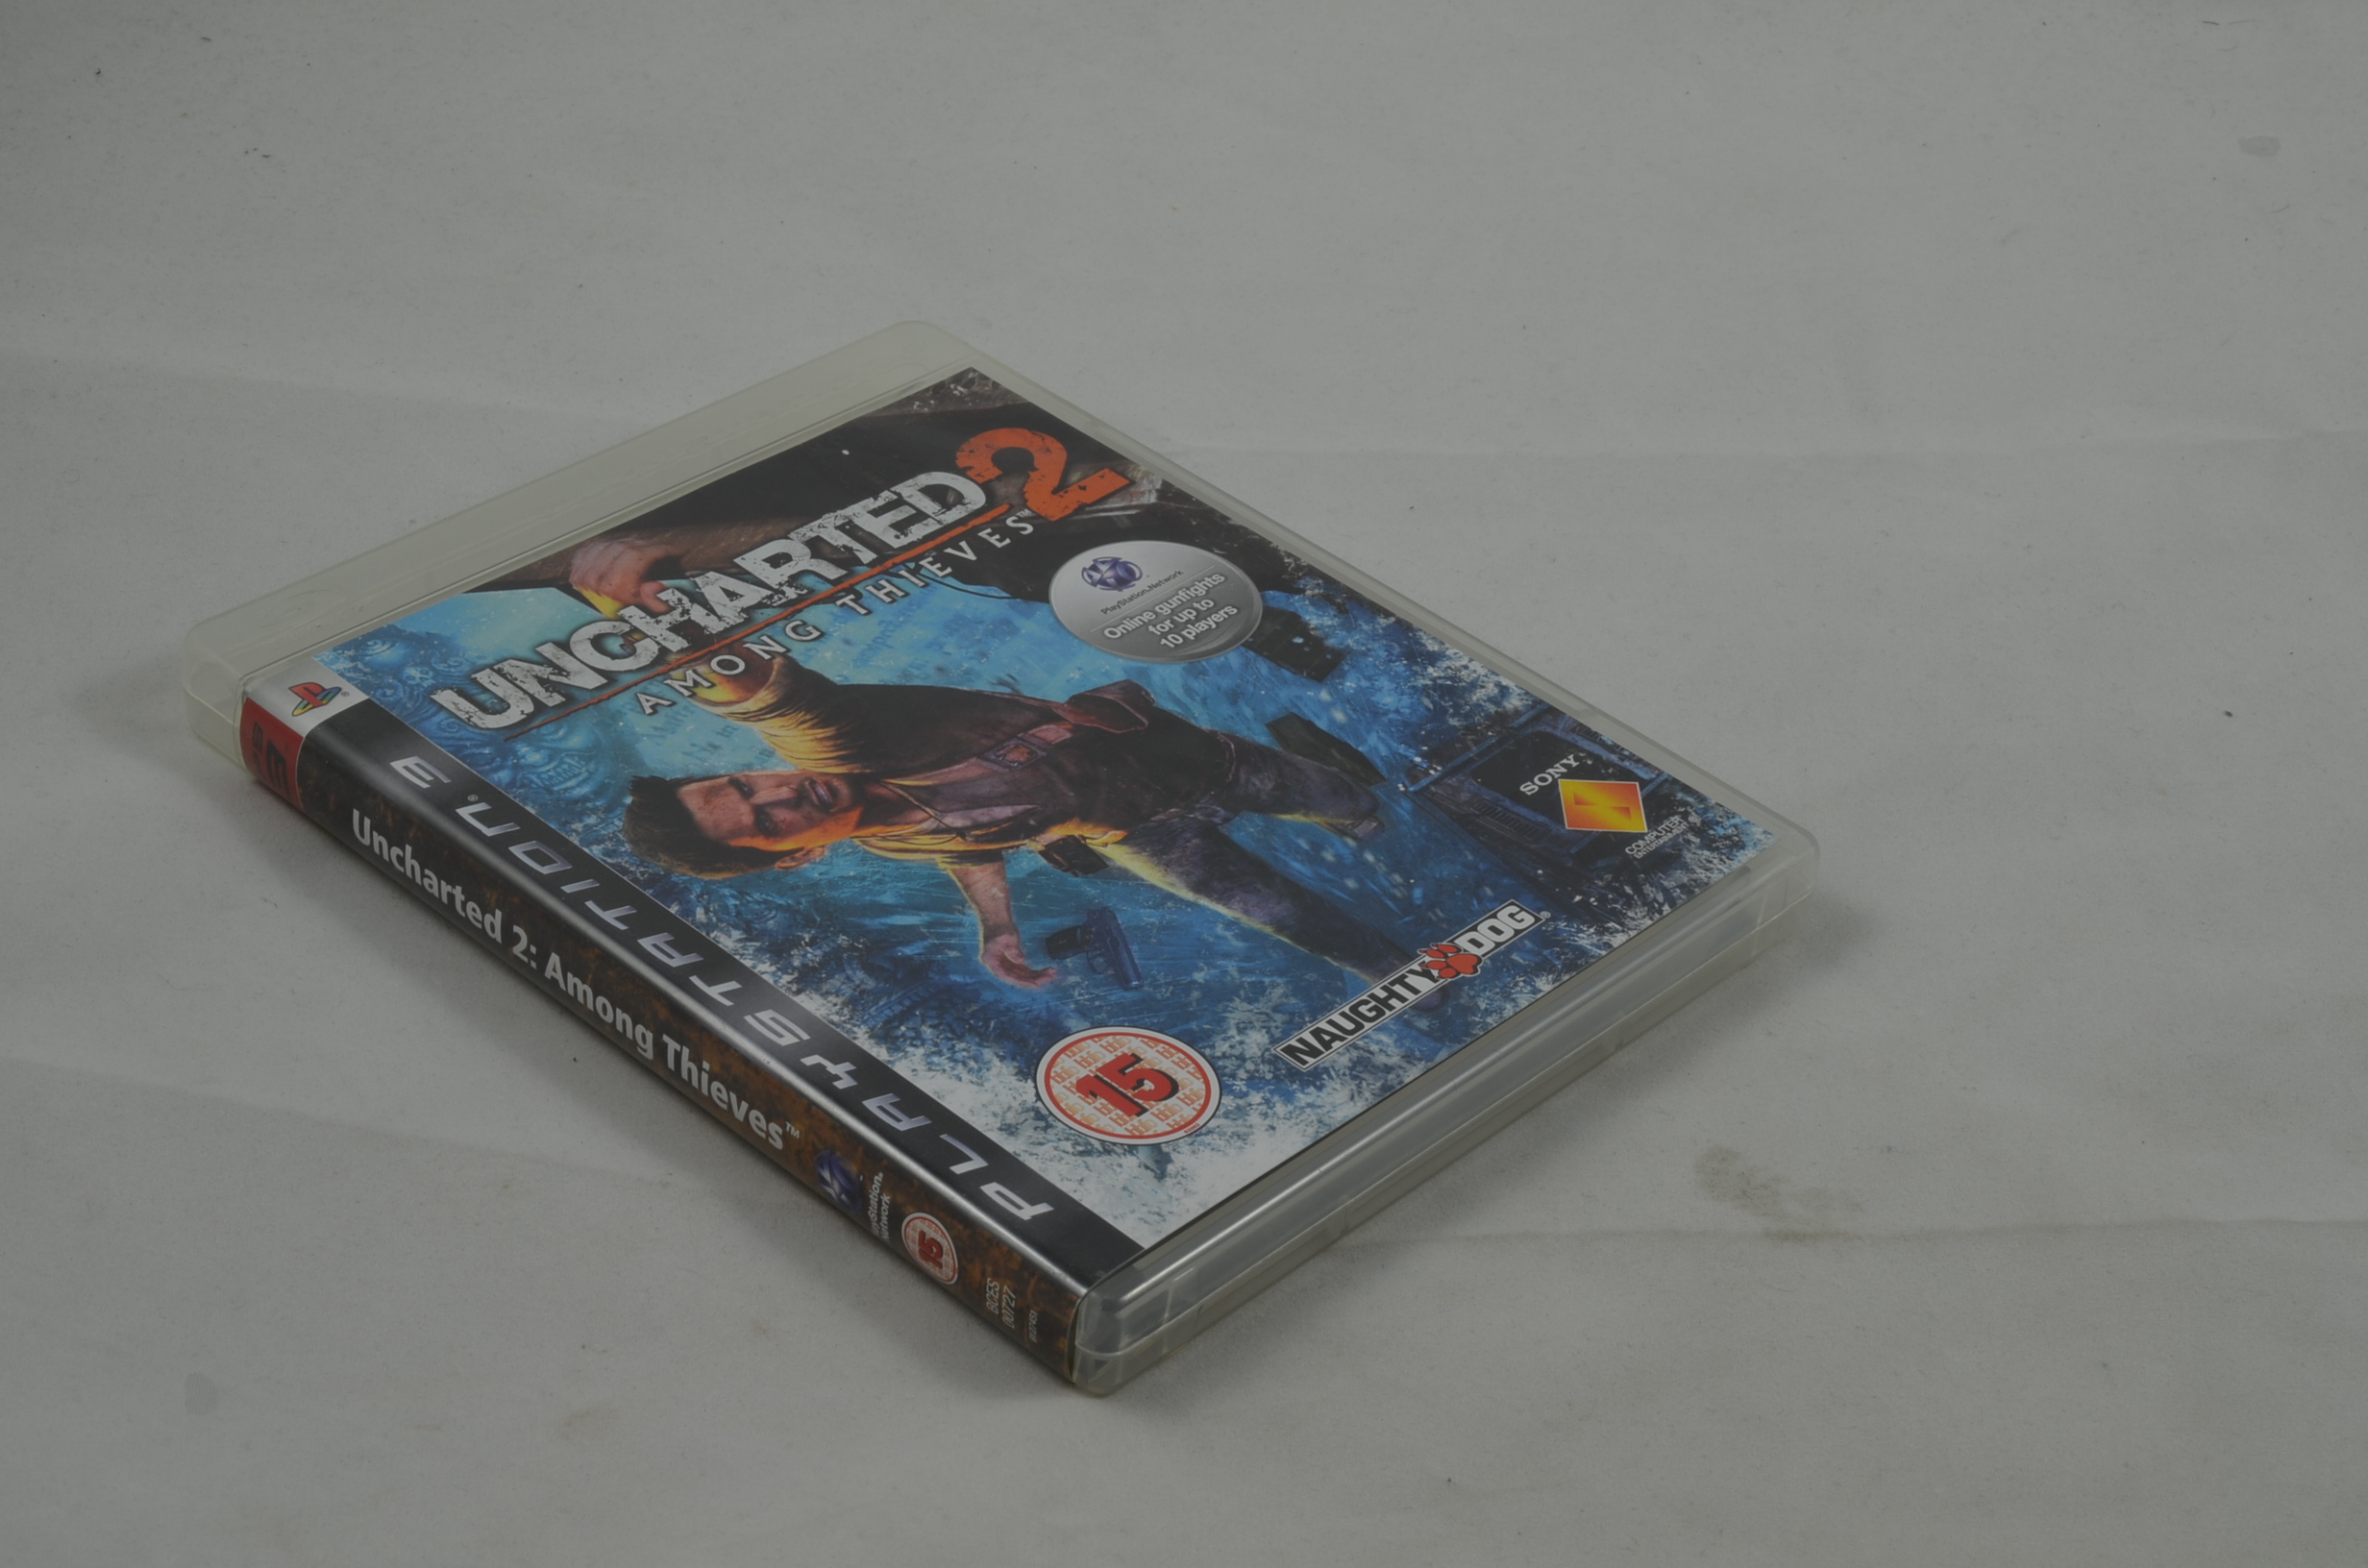 UNCHARTED 2
AMONG THIEVES™
PlayStation Network
Online gunfights
for up to
10 players
SONY
COMPUTER
ENTERTAINMENT
NAUGHTY DOG®
15
PLAYSTATION®3
Uncharted 2: Among Thieves™
PlayStation®
Network
15
BCES
00727